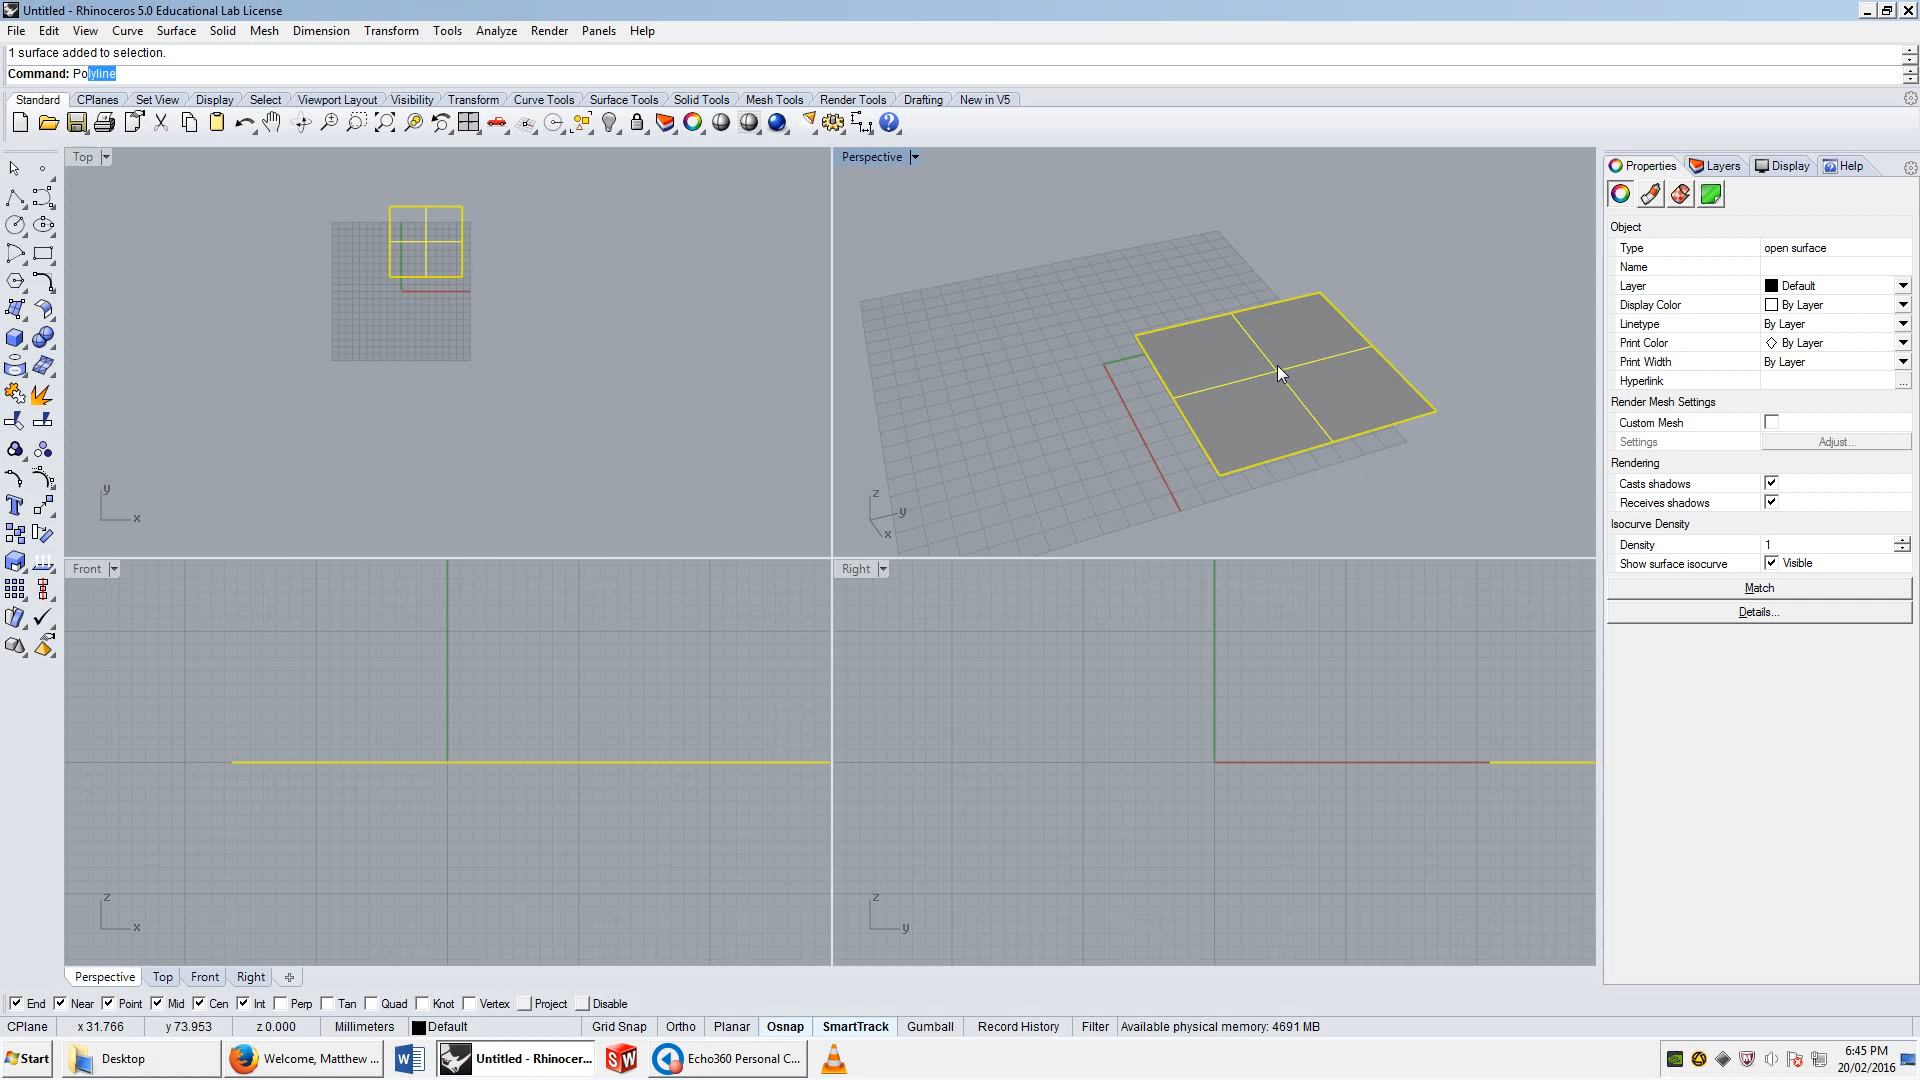 Untitled - Rhinoceros 5.0 Educational Lab License
File Edit View Curve Surface Solid Mesh Dimension Transform Tools Analyze Render Panels Help
1 surface added to selection.
Command: Polyline
Standard CPlanes Set View Display Select Viewport Layout Visibility Transform Curve Tools Surface Tools Solid Tools Mesh Tools Render Tools Drafting New in V5
Top
Perspective
Properties Layers Display Help
Object
Type open surface
Name
Layer Default
Display Color By Layer
Linetype By Layer
Print Color By Layer
Print Width By Layer
Hyperlink ...
Render Mesh Settings
Custom Mesh
Settings Adjust...
Rendering
Casts shadows
Receives shadows
Isocurve Density
Density 1
Show surface isocurve Visible
Match
Details...
y
x
z
y
x
Front
Right
z
x
z
y
Perspective Top Front Right
End Near Point Mid Cen Int Perp Tan Quad Knot Vertex Project Disable
CPlane x 31.766 y 73.953 z 0.000 Millimeters Default Grid Snap Ortho Planar Osnap SmartTrack Gumball Record History Filter Available physical memory: 4691 MB
Start Desktop Welcome, Matthew ... Untitled - Rhinocer... Echo360 Personal C...
6:45 PM
20/02/2016